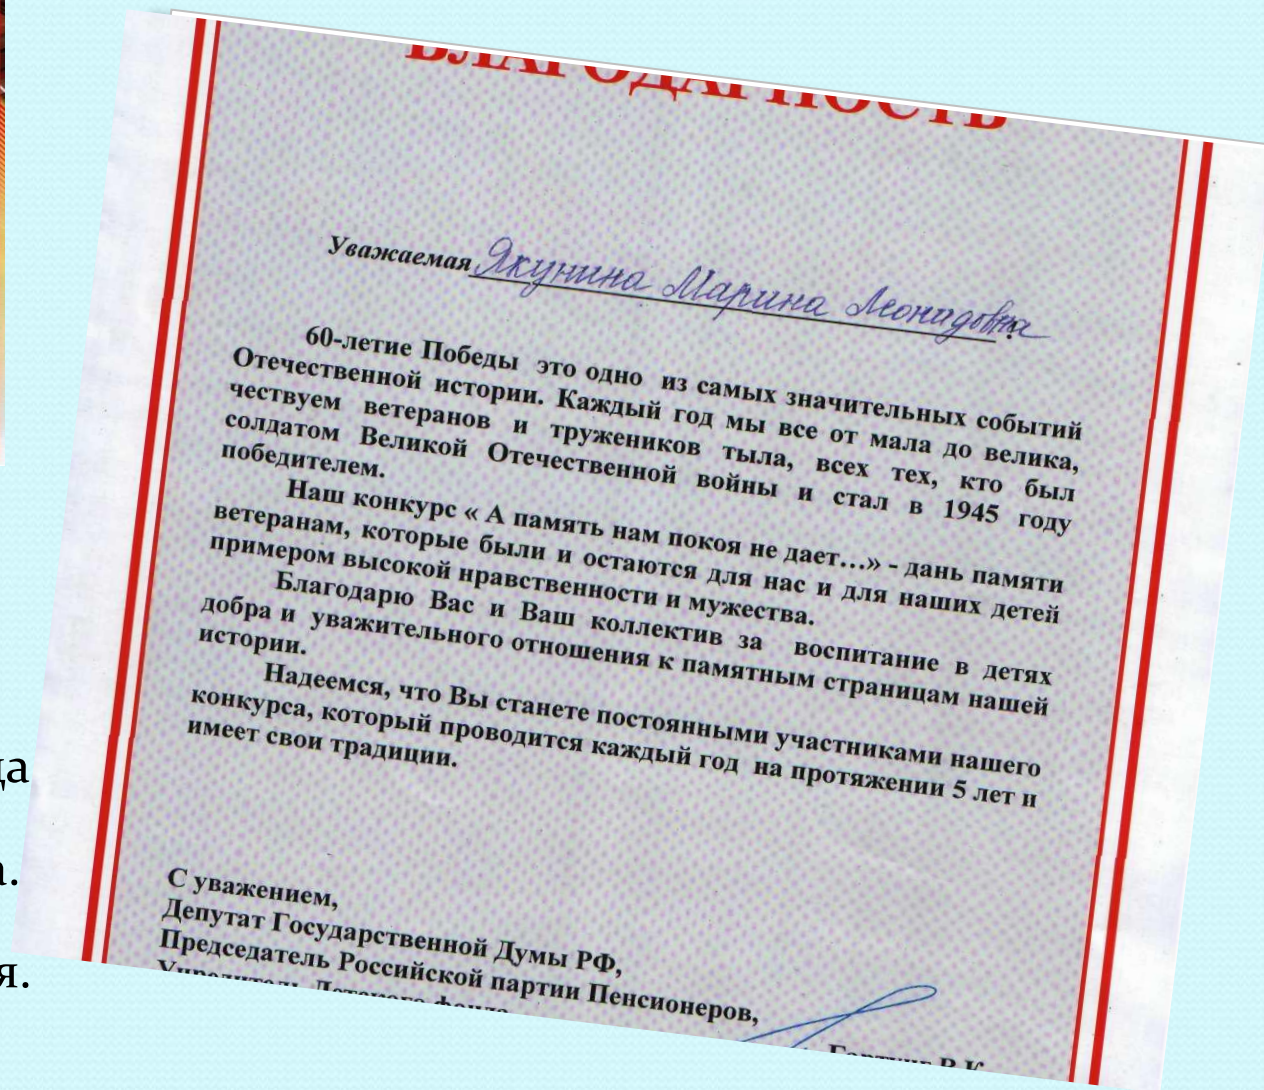 БЛАГОДАРНОСТЬ
Уважаемая Якунина Марина Леонидовна.
60-летие Победы это одно из самых значительных событий
Отечественной истории. Каждый год мы все от мала до велика,
чествуем ветеранов и тружеников тыла, всех тех, кто был
солдатом Великой Отечественной войны и стал в 1945 году
победителем.
Наш конкурс « А память нам покоя не дает...» - дань памяти
ветеранам, которые были и остаются для нас и для наших детей
примером высокой нравственности и мужества.
Благодарю Вас и Ваш коллектив за воспитание в детях
добра и уважительного отношения к памятным страницам нашей
истории.
Надеемся, что Вы станете постоянными участниками нашего
конкурса, который проводится каждый год на протяжении 5 лет и
имеет свои традиции.
С уважением,
Депутат Государственной Думы РФ,
Председатель Российской партии Пенсионеров,
Учредитель Детского фонда
Гартунг В.К.